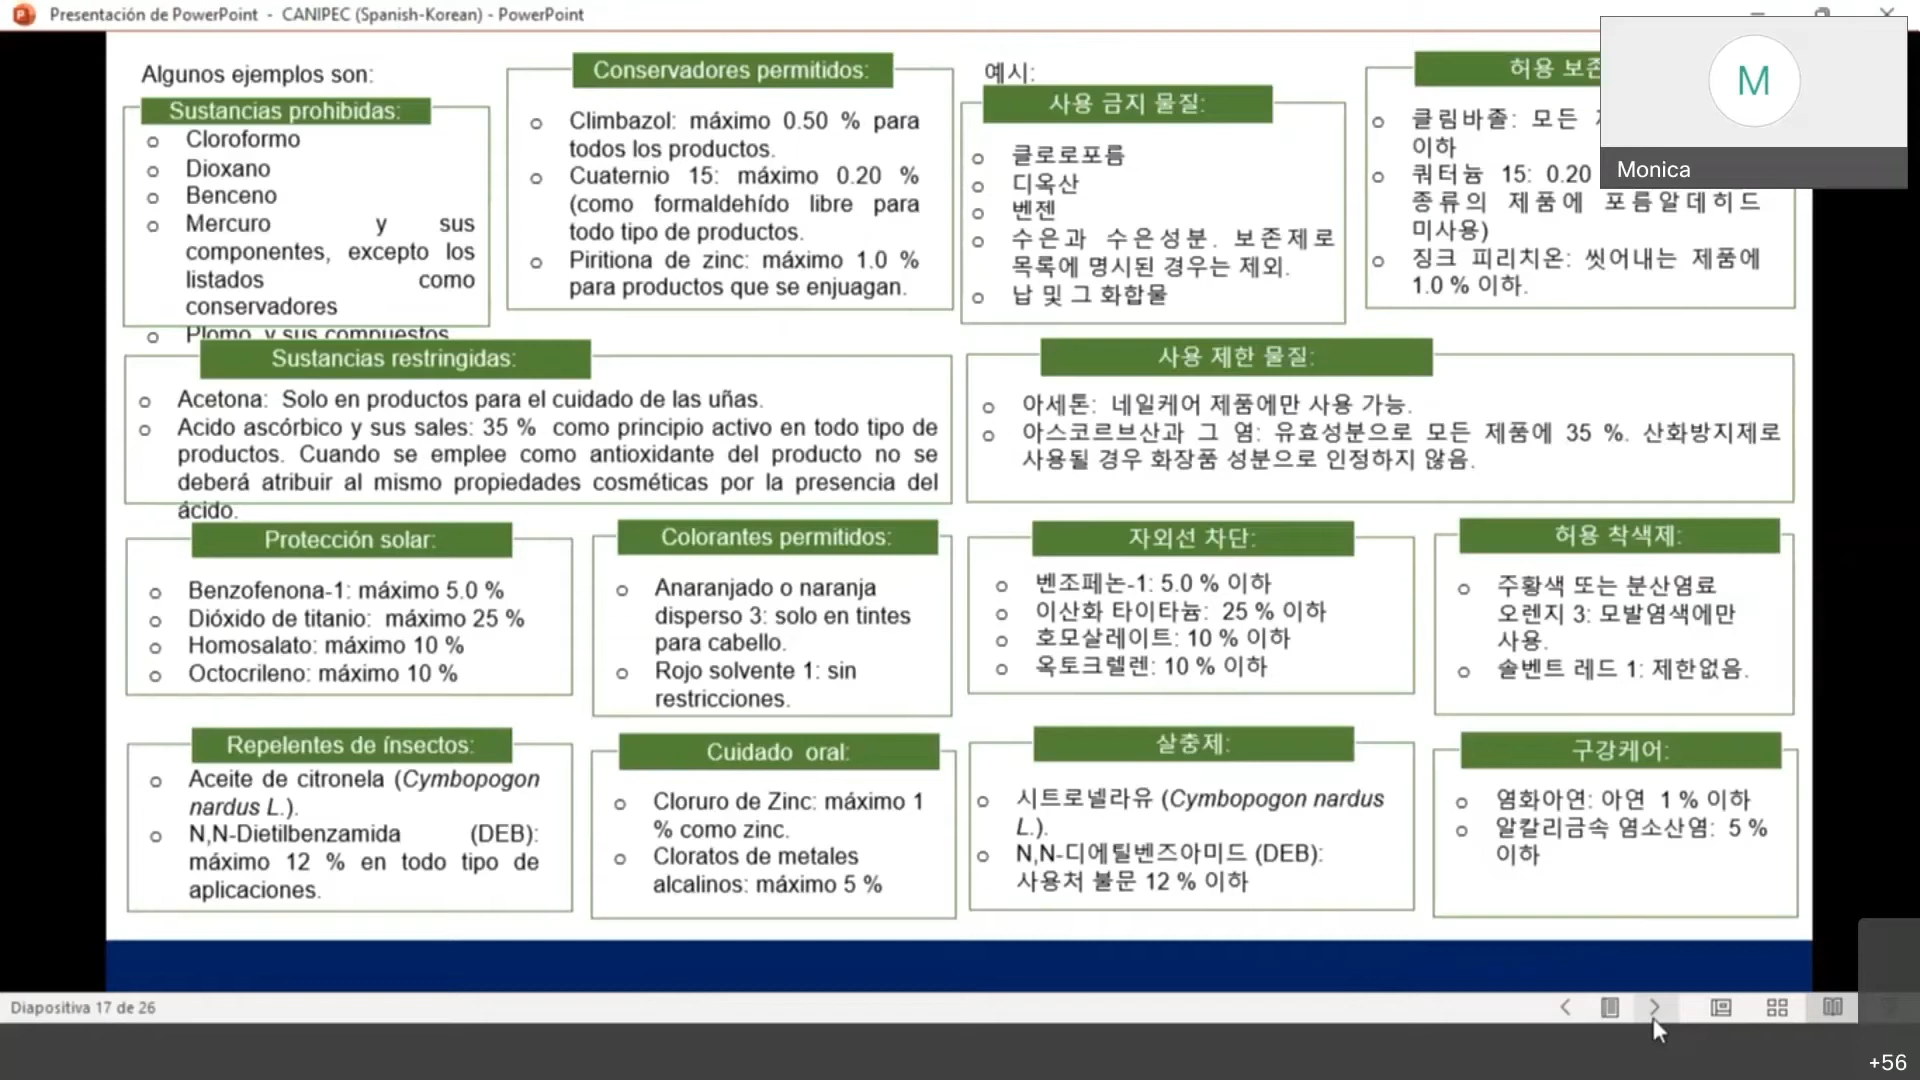 Presentación de PowerPoint - CANIPEC (Spanish-Korean) - PowerPoint
Algunos ejemplos son:
Sustancias prohibidas:
Cloroformo
Dioxano
Benceno
Mercuro y sus
componentes, excepto los
listados como
conservadores
Plomo y sus compuestos
Conservadores permitidos:
Climbazol: máximo 0.50 % para
todos los productos.
Cuaternio 15: máximo 0.20 %
(como formaldehído libre para
todo tipo de productos.
Piritiona de zinc: máximo 1.0 %
para productos que se enjuagan.
예시:
사용 금지 물질:
클로로포름
디옥산
벤젠
수은과 수은성분. 보존제로
목록에 명시된 경우는 제외.
납 및 그 화합물
허용
클림바졸: 모든
이하
쿼터늄 15: 0.20
종류의 제품에 포름알데히드
미사용)
징크 피리치온: 씻어내는 제품에
1.0 % 이하.
M
Monica
Sustancias restringidas:
Acetona: Solo en productos para el cuidado de las uñas.
Acido ascórbico y sus sales: 35 % como principio activo en todo tipo de
productos. Cuando se emplee como antioxidante del producto no se
deberá atribuir al mismo propiedades cosméticas por la presencia del
ácido.
사용 제한 물질:
아세톤: 네일케어 제품에만 사용 가능.
아스코르브산과 그 염: 유효성분으로 모든 제품에 35 %. 산화방지제로
사용될 경우 화장품 성분으로 인정하지 않음.
Protección solar:
Benzofenona-1: máximo 5.0 %
Dióxido de titanio: máximo 25 %
Homosalato: máximo 10 %
Octocrileno: máximo 10 %
Colorantes permitidos:
Anaranjado o naranja
disperso 3: solo en tintes
para cabello.
Rojo solvente 1: sin
restricciones.
자외선 차단:
벤조페논-1: 5.0 % 이하
이산화 타이타늄: 25 % 이하
호모살레이트: 10 % 이하
옥토크렐렌: 10 % 이하
허용 착색제:
주황색 또는 분산염료
오렌지 3: 모발염색에만
사용.
솔벤트 레드 1: 제한없음.
Repelentes de ínsectos:
Aceite de citronela (Cymbopogon
nardus L.).
N,N-Dietilbenzamida (DEB):
máximo 12 % en todo tipo de
aplicaciones.
Cuidado oral:
Cloruro de Zinc: máximo 1
% como zinc.
Cloratos de metales
alcalinos: máximo 5 %
살충제:
시트로넬라유 (Cymbopogon nardus
L.).
N,N-디에틸벤즈아미드 (DEB):
사용처 불문 12 % 이하
구강케어:
염화아연: 아연 1 % 이하
알칼리금속 염소산염: 5 %
이하
Diapositiva 17 de 26
+56